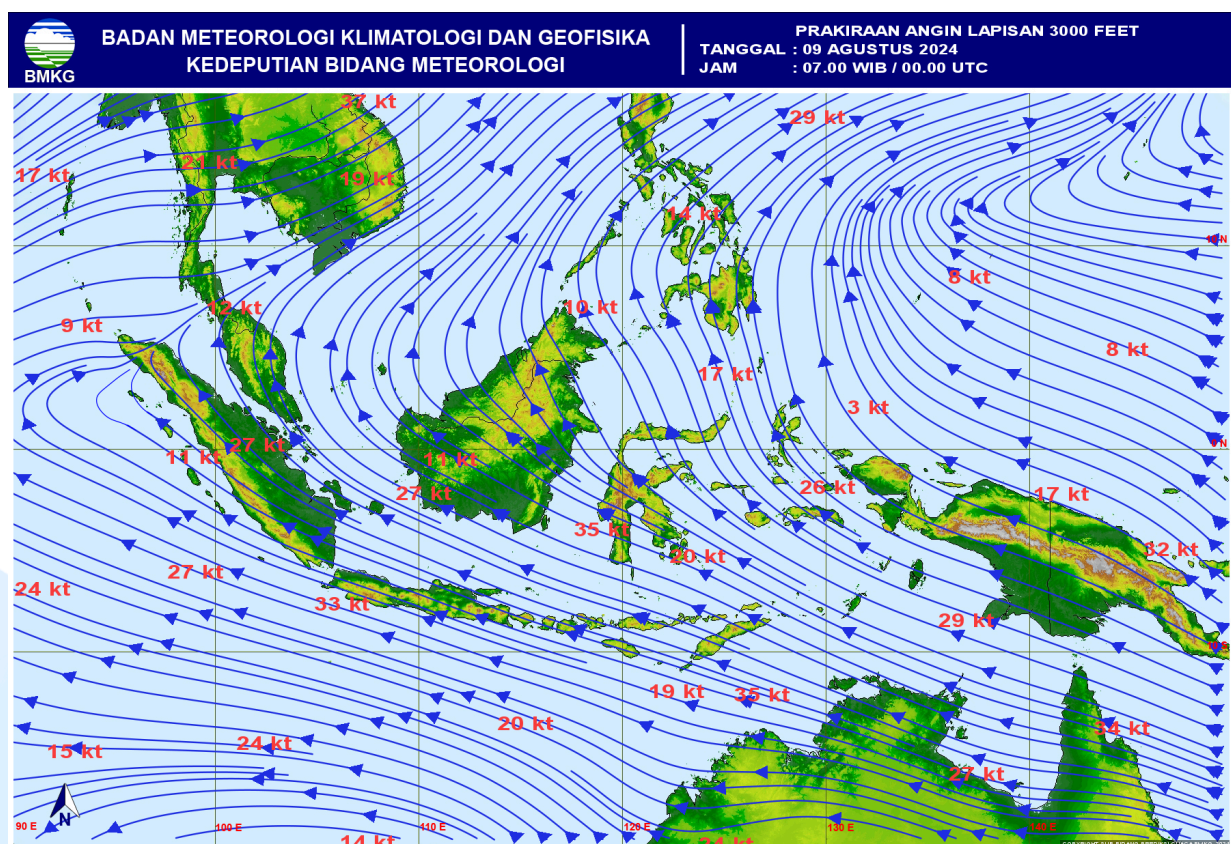 BADAN METEOROLOGI KLIMATOLOGI DAN GEOFISIKA
KEDEPUTIAN BIDANG METEOROLOGI
BMKG
PRAKIRAAN ANGIN LAPISAN 3000 FEET
TANGGAL : 09 AGUSTUS 2024
JAM : 07.00 WIB / 00.00 UTC
37 kt
29 kt
21 kt
17 kt
19 kt
14 kt
8 kt
12 kt
10 kt
9 kt
8 kt
17 kt
3 kt
27 kt
11 kt
11 kt
27 kt
26 kt
17 kt
35 kt
20 kt
32 kt
27 kt
24 kt
33 kt
29 kt
19 kt
35 kt
20 kt
34 kt
24 kt
15 kt
27 kt
N
90 E
100 E
110 E
120 E
130 E
140 E
14 kt